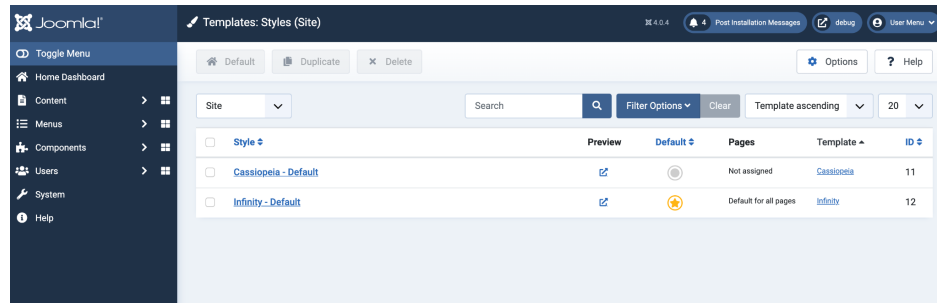 Joomla!®
Templates: Styles (Site)
4.0.4
4 Post Installation Messages
debug
User Menu
Toggle Menu
Home Dashboard
Content
Menus
Components
Users
System
Help
Default
Duplicate
Delete
Options
? Help
Site
Search
Filter Options
Clear
Template ascending
20
Style Preview Default Pages Template ID
Cassiopeia - Default Not assigned Cassiopeia 11
Infinity - Default Default for all pages Infinity 12